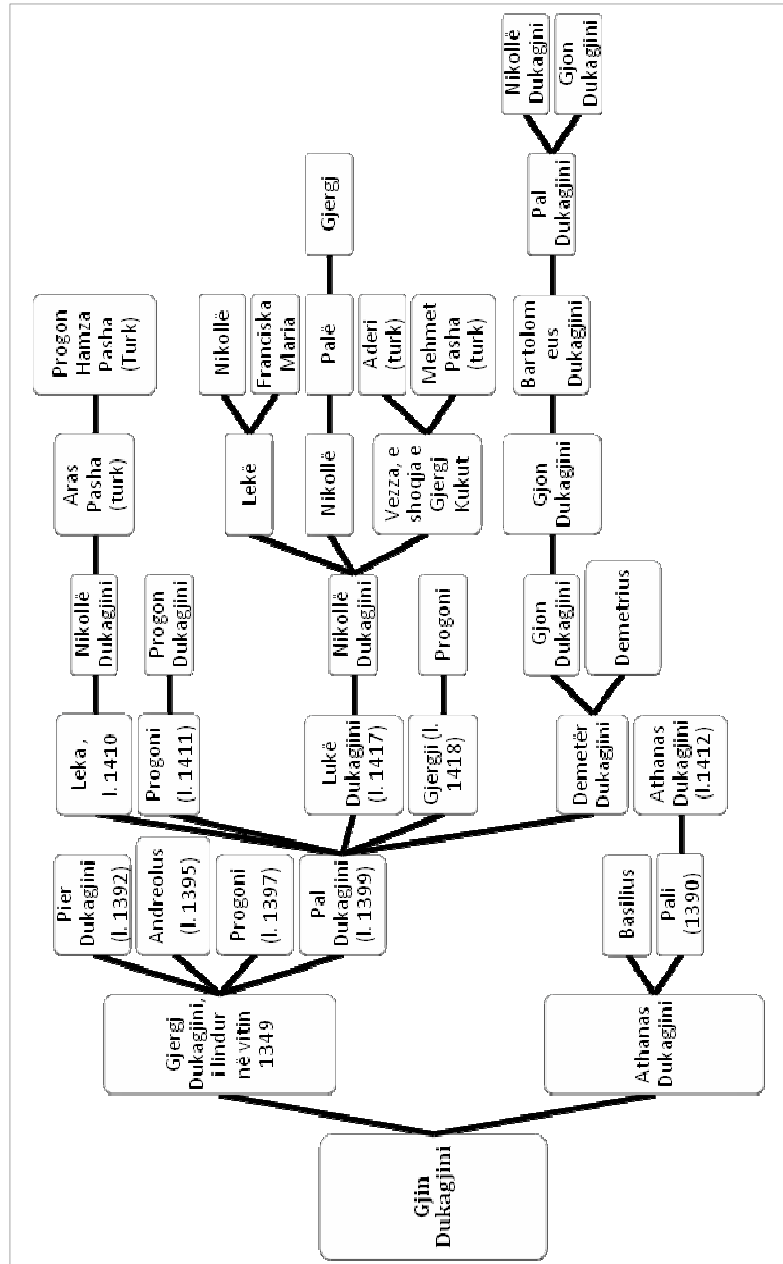 Gjin
Dukagjini
Gjergj
Dukagjini,
i lindur
në vitin
1349
Athanas
Dukagjini
Pier
Dukagjini
(l. 1392)
Andreolus
(l. 1395)
Progoni
(l. 1397)
Pal
Dukagjini
(l. 1399)
Basilius
Pali
(1390)
Leka ,
l. 1410
Progoni
(l. 1411)
Lukë
Dukagjini
(l. 1417)
Gjergji (l.
1418)
Demetër
Dukagjini
Athanas
Dukagjini
(l.1412)
Nikollë
Dukagjini
Progon
Dukagjini
Nikollë
Dukagjini
Progoni
Gjon
Dukagjini
Demetrius
Aras
Pasha
(turk)
Lekë
Nikollë
Vezza, e
shoqja e
Gjergj
Kukut
Gjon
Dukagjini
Progon
Hamza
Pasha
(Turk)
Nikollë
Franciska
Maria
Palë
Aderi
(turk)
Mehmet
Pasha
(turk)
Bartolom
eus
Dukagjini
Gjergj
Pal
Dukagjini
Nikollë
Dukagjini
Gjon
Dukagjini